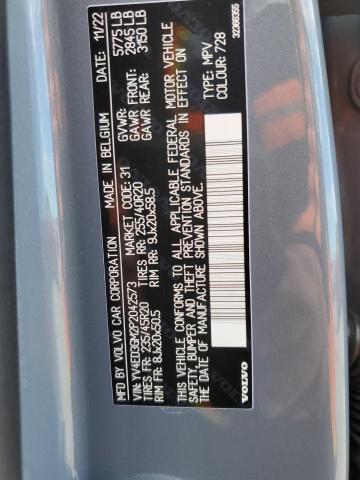 MFD BY VOLVO CAR CORPORATION MADE IN BELGIUM DATE: 11/22
VIN: YV4ED3GM2P2042573 MARKET CODE: 31 GVWR: 5775 LB
TIRES FR: 235/45R20 TIRES RR: 255/40R20 GAWR FRONT: 2845 LB
RIM FR: 8Jx20x50.5 RIM RR: 9Jx20x58.5 GAWR REAR: 3150 LB
THIS VEHICLE CONFORMS TO ALL APPLICABLE FEDERAL MOTOR VEHICLE
SAFETY, BUMPER AND THEFT PREVENTION STANDARDS IN EFFECT ON
THE DATE OF MANUFACTURE SHOWN ABOVE.
TYPE: MPV
COLOUR: 728
VOLVO 32366355